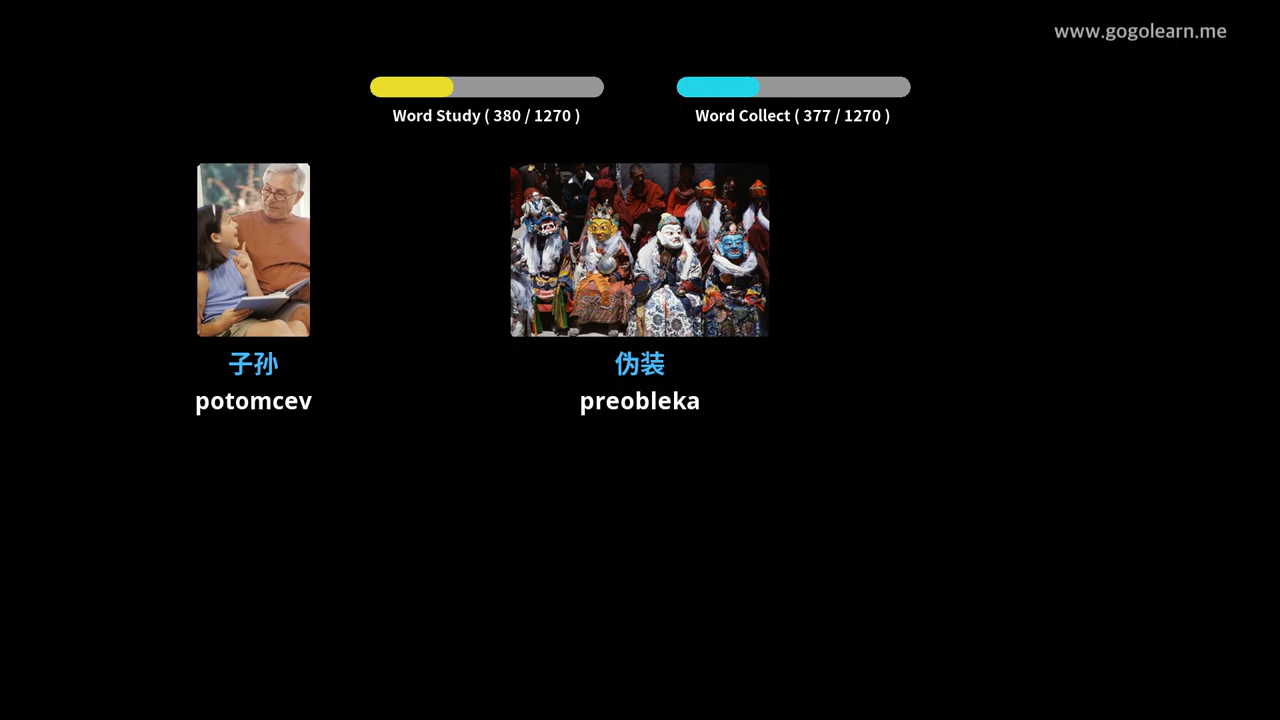 www.gogolearn.me
Word Study ( 380 / 1270 )
Word Collect ( 377 / 1270 )
子孙
potomcev
伪装
preobleka